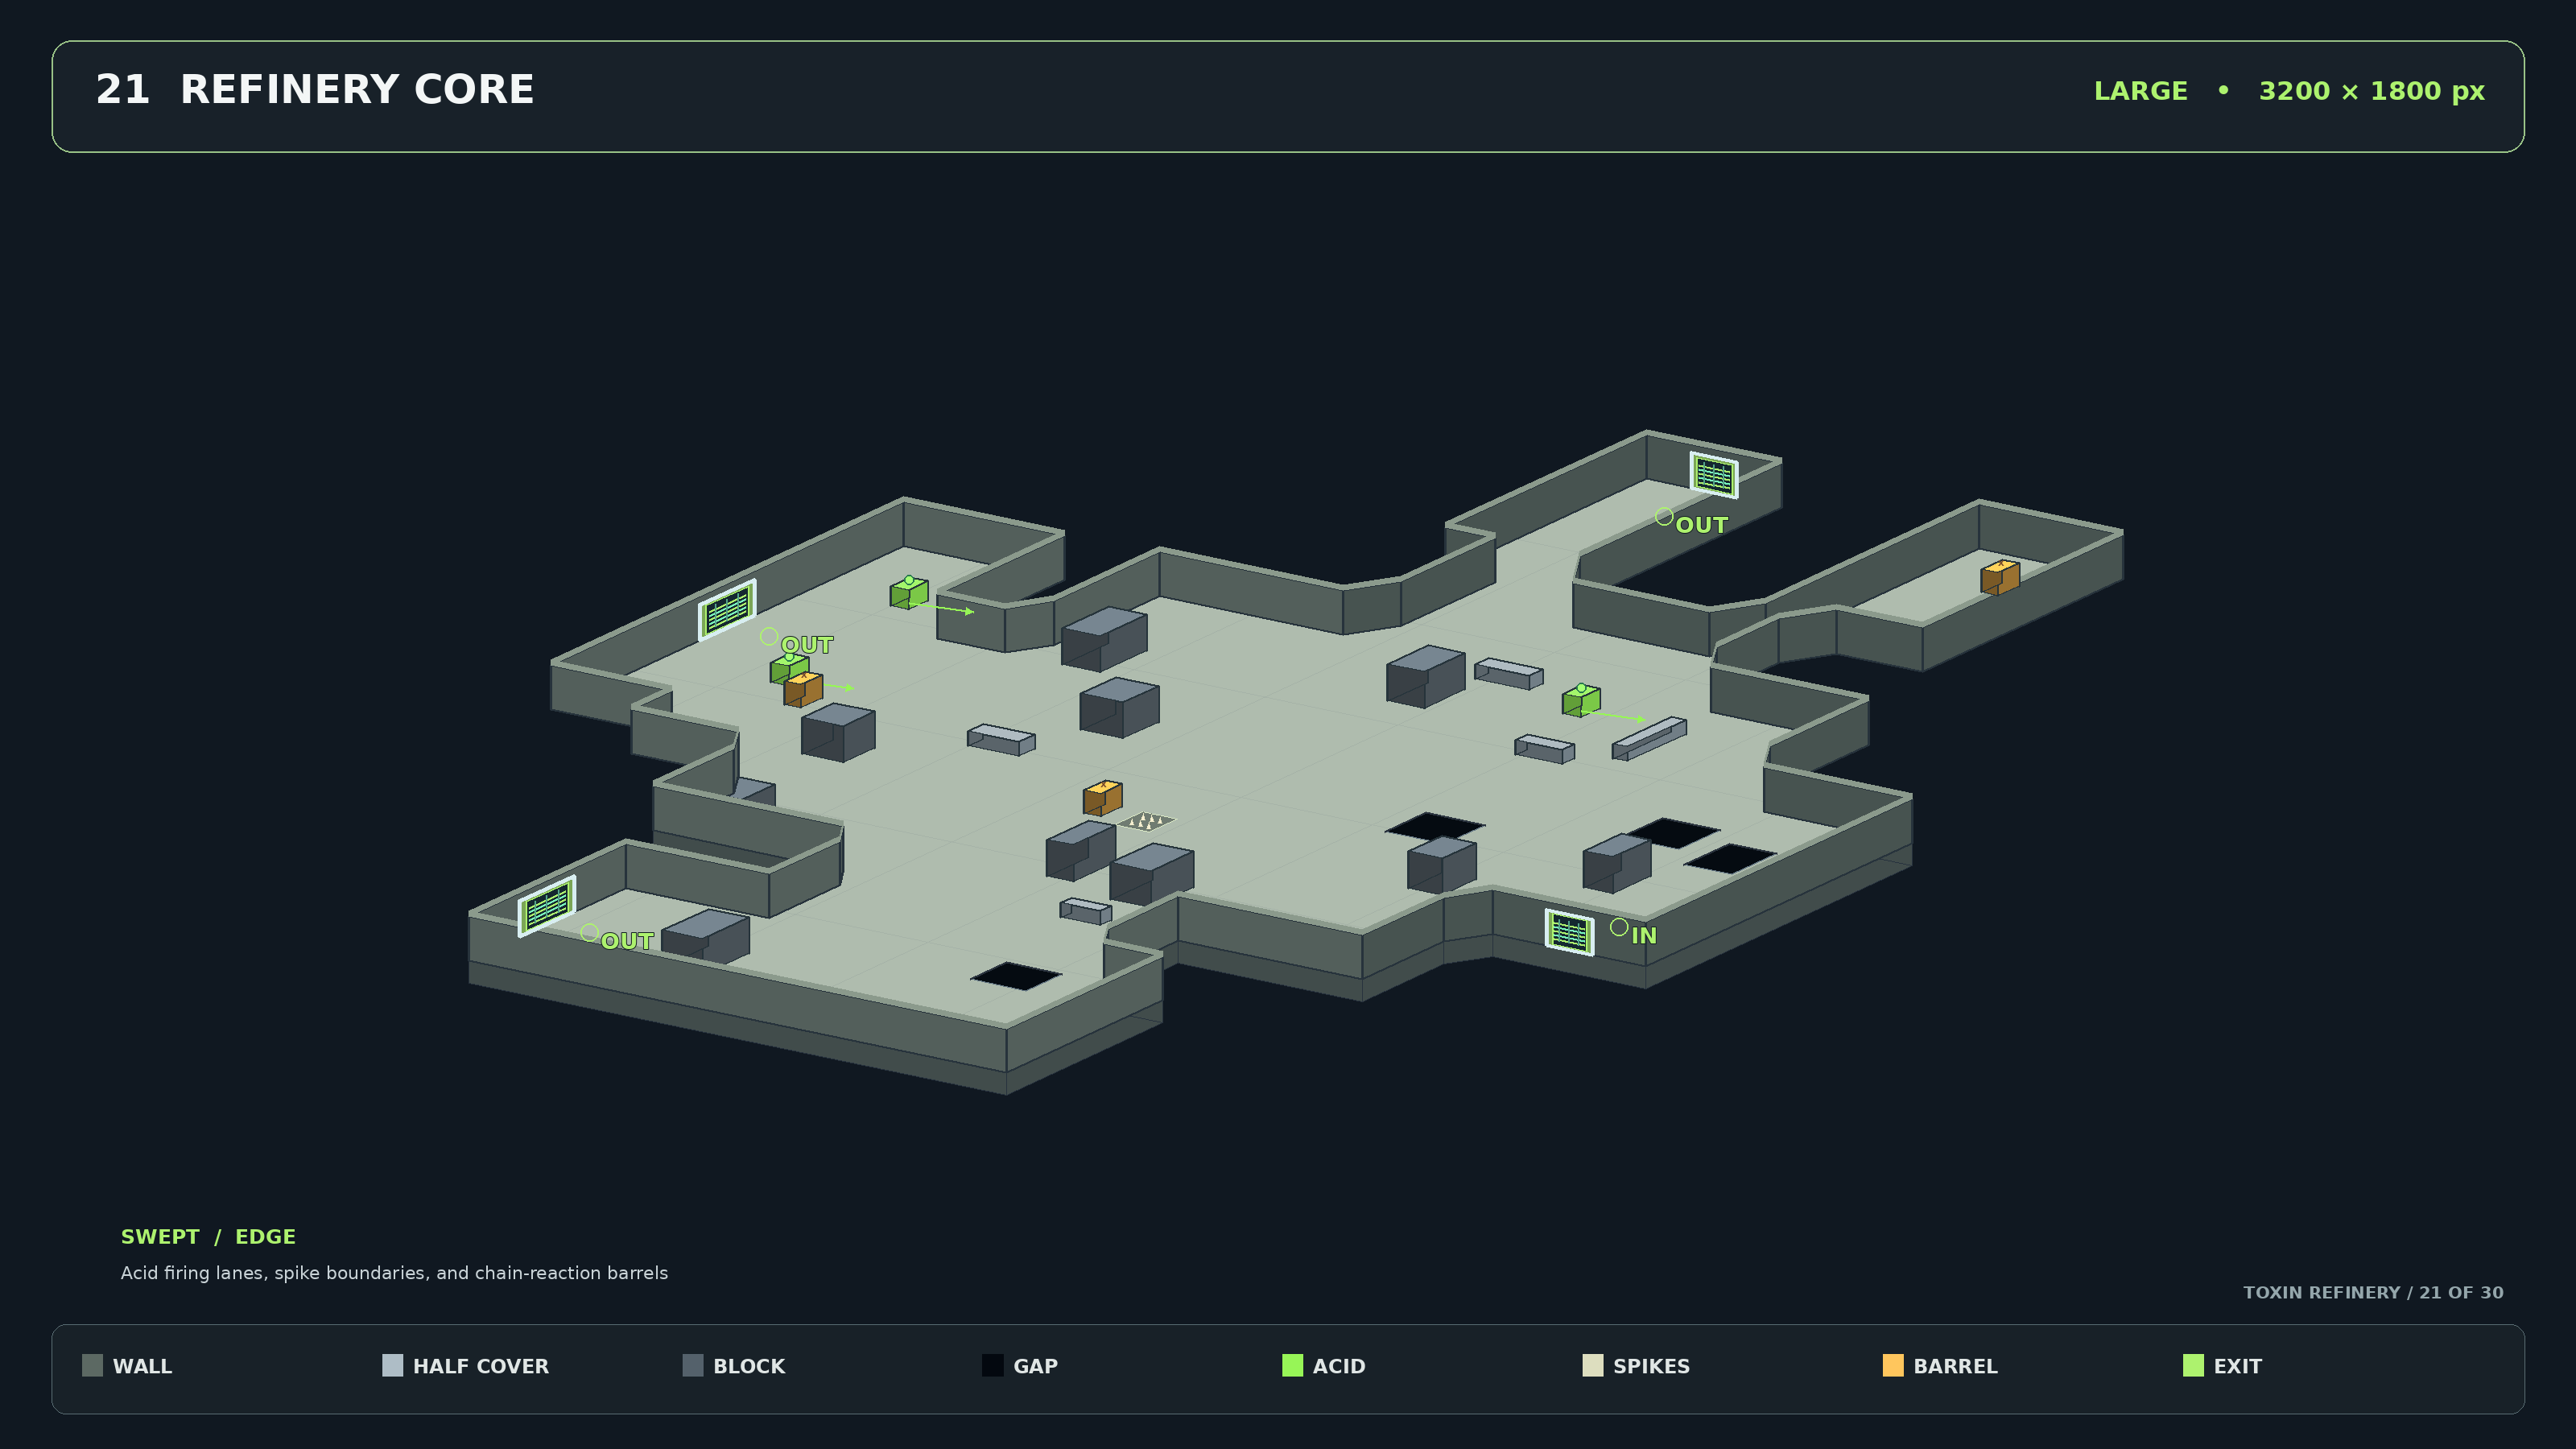 21 REFINERY CORE
LARGE • 3200 × 1800 px
OUT
OUT
OUT
IN
SWEPT / EDGE
Acid firing lanes, spike boundaries, and chain-reaction barrels
TOXIN REFINERY / 21 OF 30
WALL
HALF COVER
BLOCK
GAP
ACID
SPIKES
BARREL
EXIT